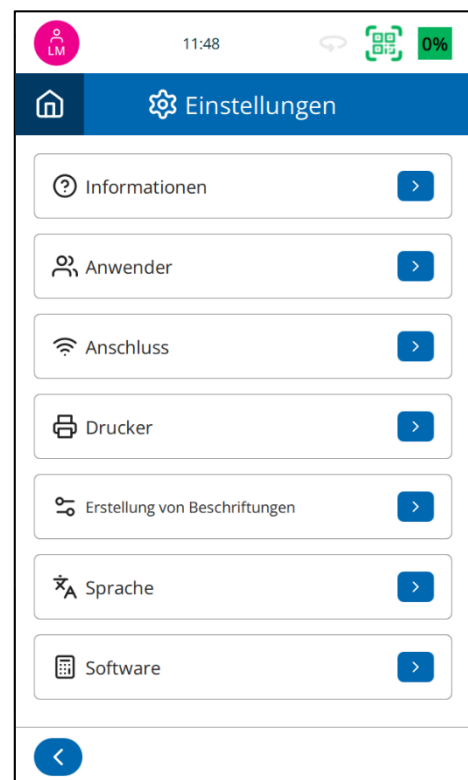 LM
11:48
0%
Einstellungen
Informationen
Anwender
Anschluss
Drucker
Erstellung von Beschriftungen
Sprache
Software